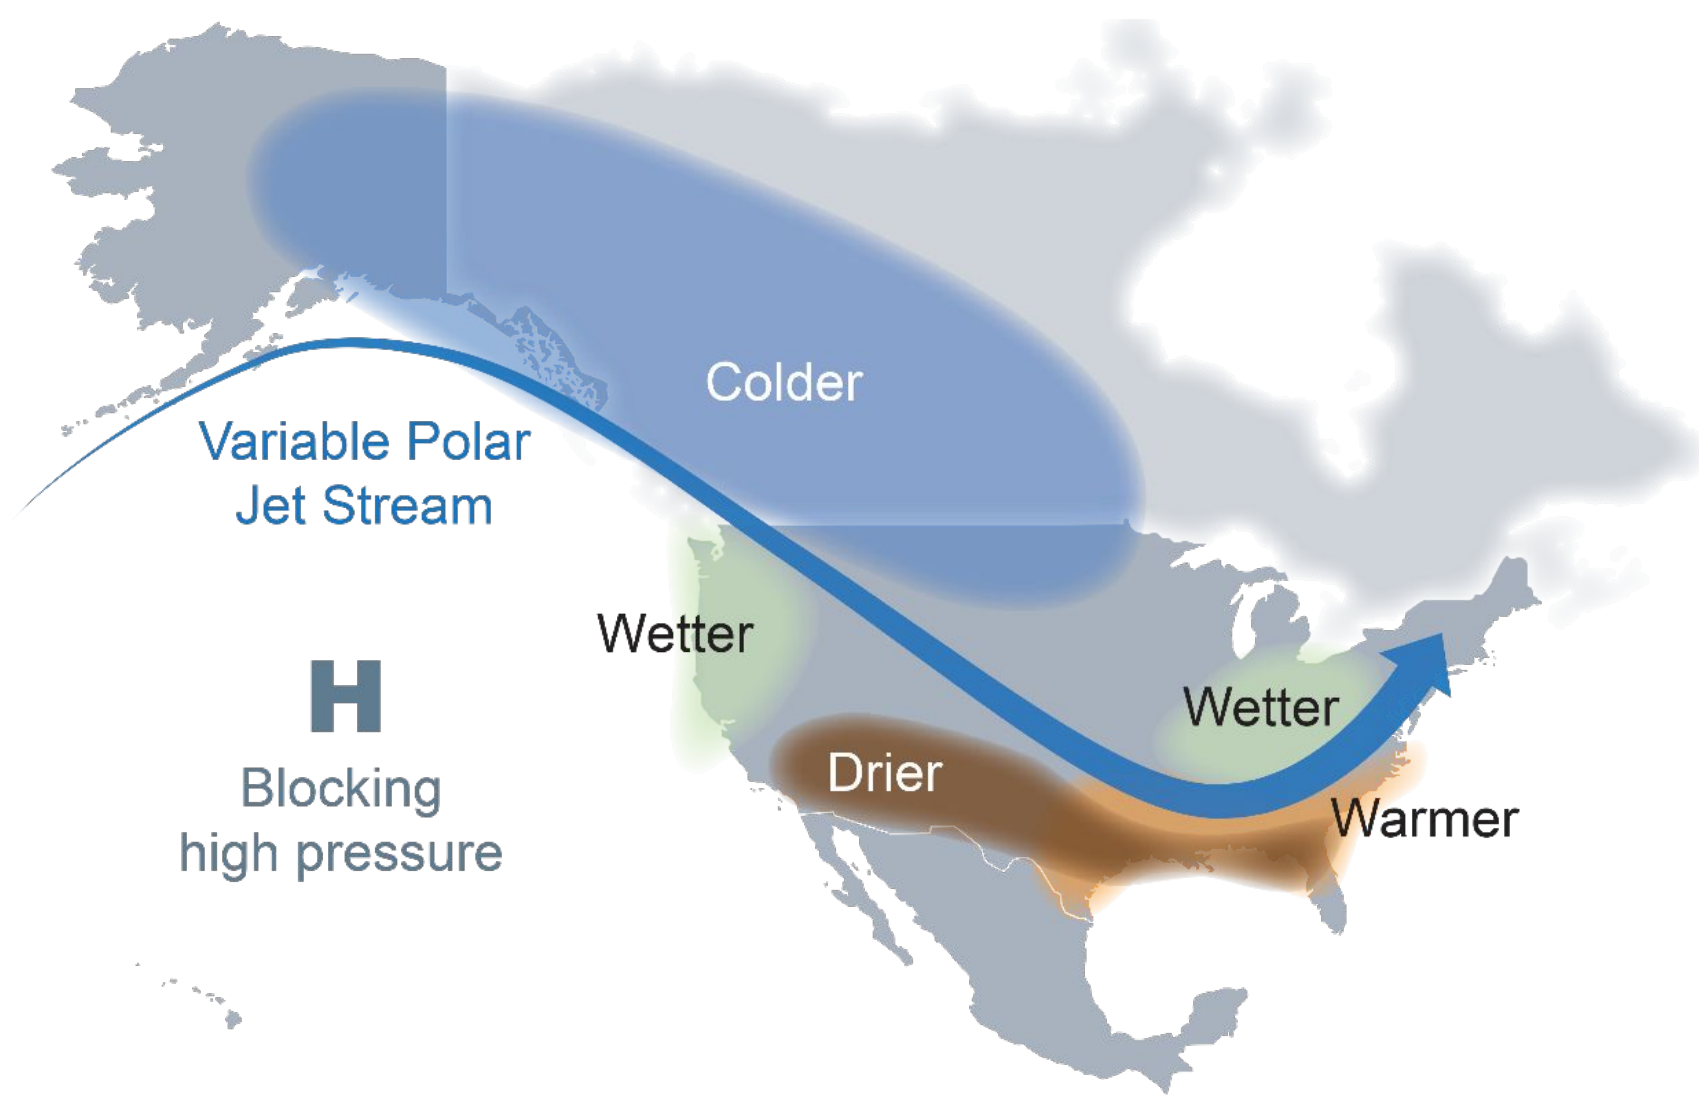 Colder
Variable Polar
Jet Stream
Wetter
H
Blocking
high pressure
Wetter
Drier
Warmer